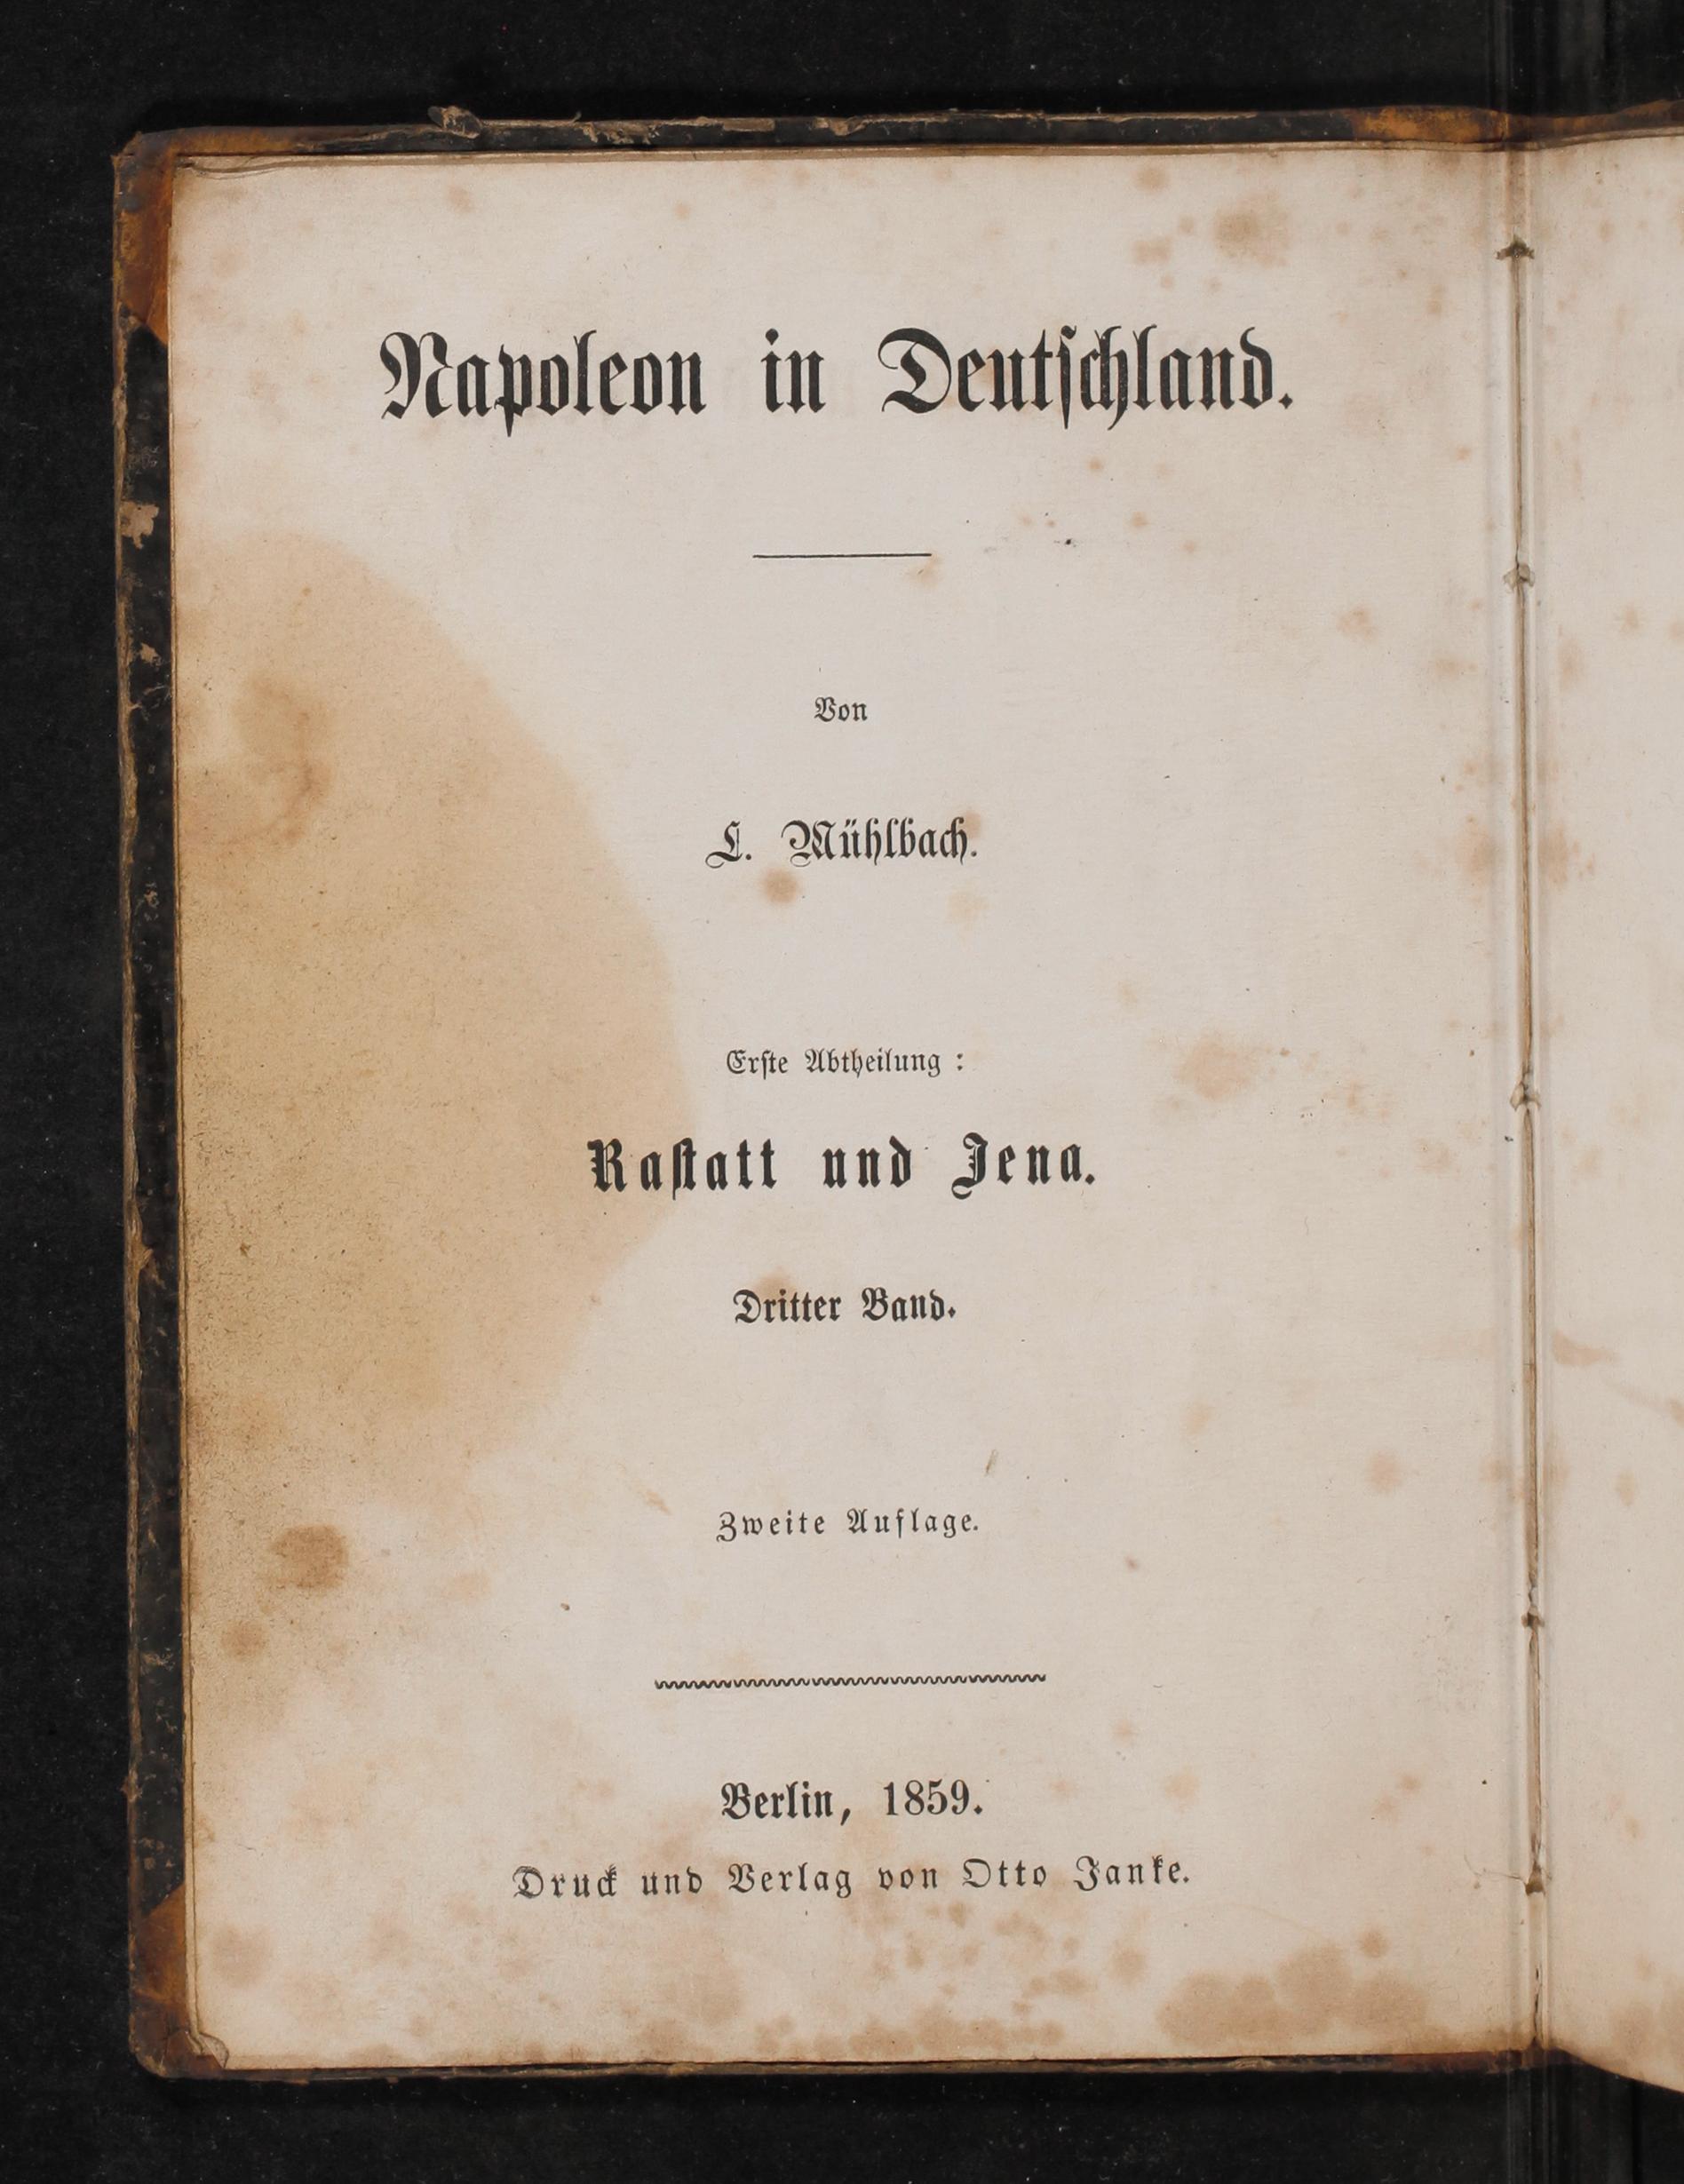 Napoleon in Deutschland.
Von
L. Mühlbach.
Erste Abtheilung :
Rastatt und Jena.
Dritter Band.
Zweite Auflage.
Berlin, 1859.
Druck und Verlag von Otto Janke.